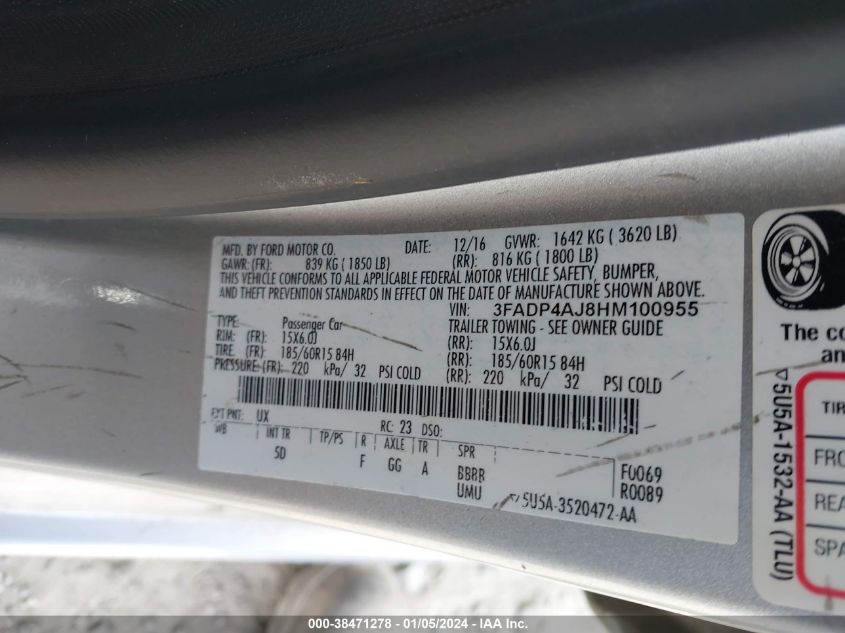 MFD. BY FORD MOTOR CO. DATE: 12/16 GVWR: 1642 KG ( 3620 LB)
GAWR: (FR): 839 KG ( 1850 LB) (RR): 816 KG ( 1800 LB)
THIS VEHICLE CONFORMS TO ALL APPLICABLE FEDERAL MOTOR VEHICLE SAFETY, BUMPER,
AND THEFT PREVENTION STANDARDS IN EFFECT ON THE DATE OF MANUFACTURE SHOWN ABOVE.
VIN: 3FADP4AJ8HM100955
TYPE: Passenger Car TRAILER TOWING - SEE OWNER GUIDE
RIM: (FR): 15X6.0J (RR): 15X6.0J
TIRE: (FR): 185/60R15 84H (RR): 185/60R15 84H
PRESSURE: (FR): 220 kPa/ 32 PSI COLD (RR): 220 kPa/ 32 PSI COLD
EXT PNT: UX RC: 23 DSO:
WB INT TR TP/PS R AXLE TR SPR
5D F GG A BBBB F0069
UMU R0089
▽5U5A-3520472-AA
The co
an
▽5U5A-1532-AA (TLU)
TIR
FRO
REA
SPA
000-38471278 - 01/05/2024 - IAA Inc.